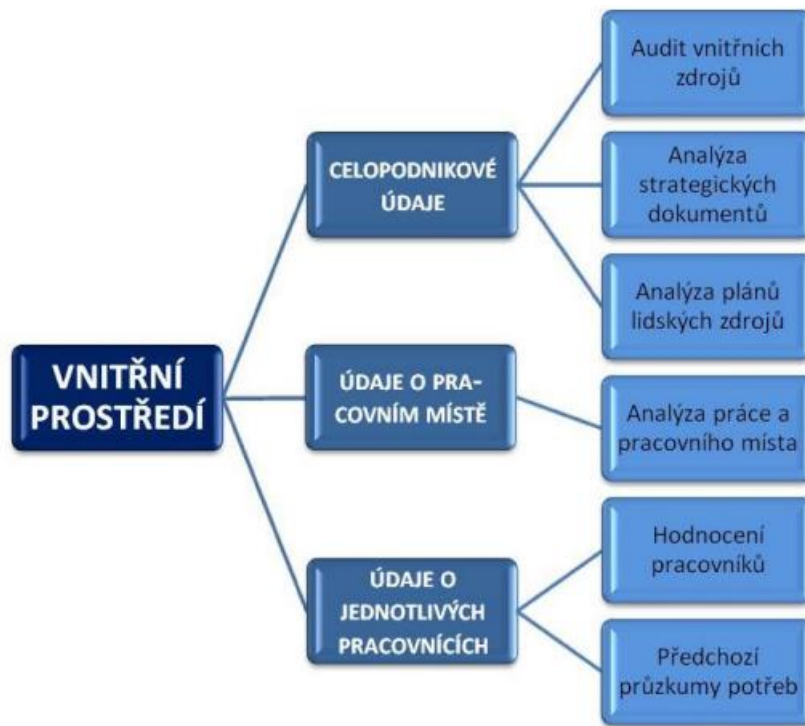 VNITŘNÍ
PROSTŘEDÍ
CELOPODNIKOVÉ
ÚDAJE
Audit vnitřních
zdrojů
Analýza
strategických
dokumentů
Analýza plánů
lidských zdrojů
ÚDAJE O PRA-
COVNÍM MÍSTĚ
Analýza práce a
pracovního místa
ÚDAJE O
JEDNOTLIVÝCH
PRACOVNÍCÍCH
Hodnocení
pracovníků
Předchozí
průzkumy potřeb